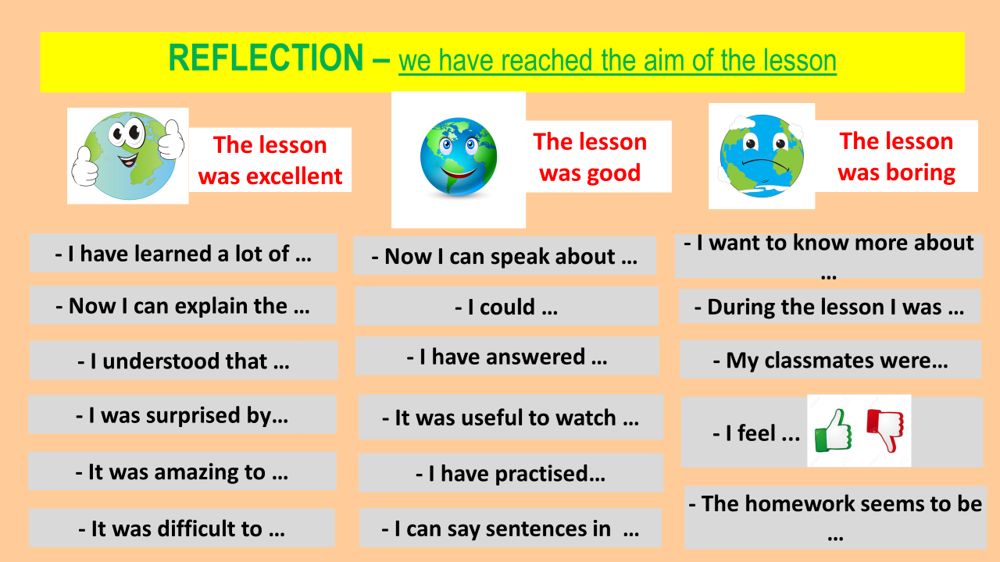 REFLECTION – we have reached the aim of the lesson
The lesson
was excellent
The lesson
was good
The lesson
was boring
- I have learned a lot of …
- Now I can explain the …
- I understood that …
- I was surprised by…
- It was amazing to …
- It was difficult to …
- Now I can speak about …
- I could …
- I have answered …
- It was useful to watch …
- I have practised…
- I can say sentences in  …
- I want to know more about
…
- During the lesson I was …
- My classmates were…
- I feel ...
- The homework seems to be
…